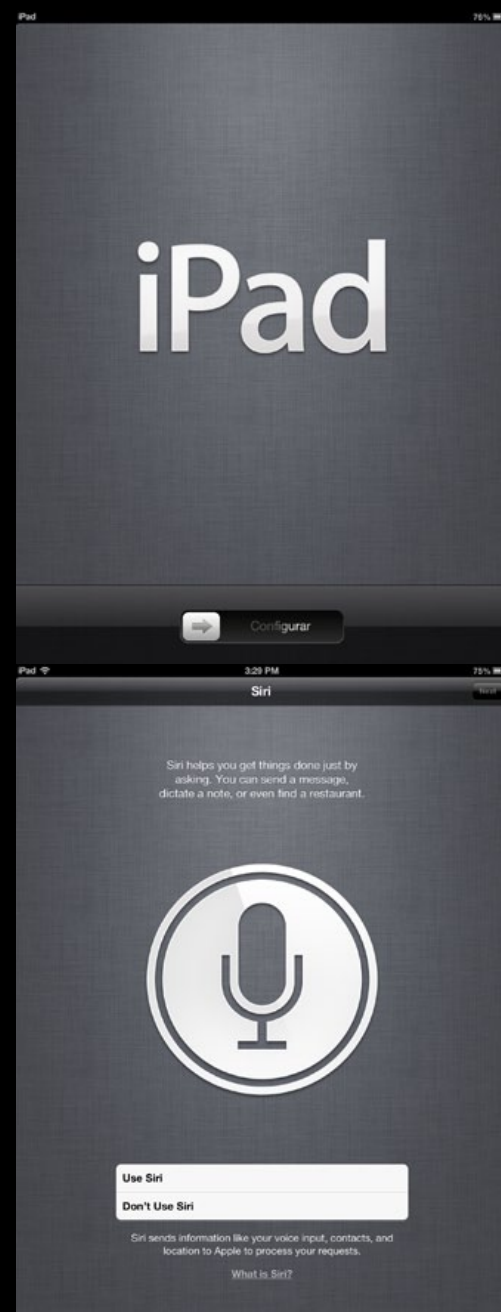 iPad
76%
iPad
Configurar
iPad
3:29 PM
75%
Siri
Next
Siri helps you get things done just by
asking. You can send a message,
dictate a note, or even find a restaurant.
Use Siri
Don't Use Siri
Siri sends information like your voice input, contacts, and
location to Apple to process your requests.
What is Siri?